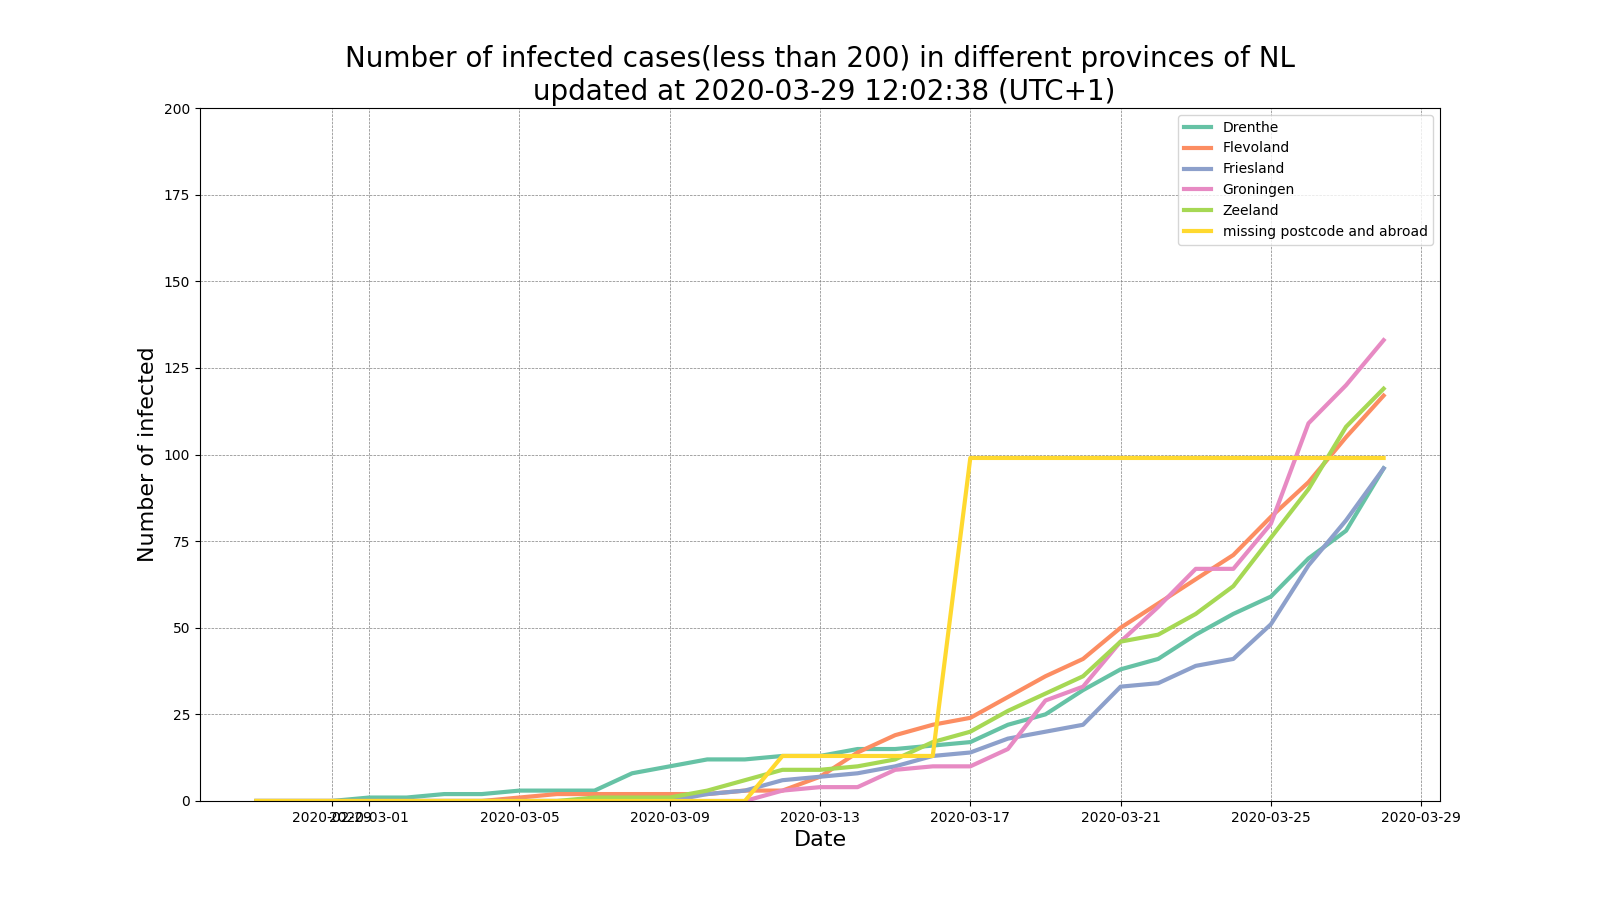 Number of infected cases(less than 200) in different provinces of NL
updated at 2020-03-29 12:02:38 (UTC+1)
Drenthe
Flevoland
Friesland
Groningen
Zeeland
missing postcode and abroad
200
175
150
125
100
75
50
25
0
Number of infected
2020-02-29
2020-03-01
2020-03-05
2020-03-09
2020-03-13
2020-03-17
2020-03-21
2020-03-25
2020-03-29
Date